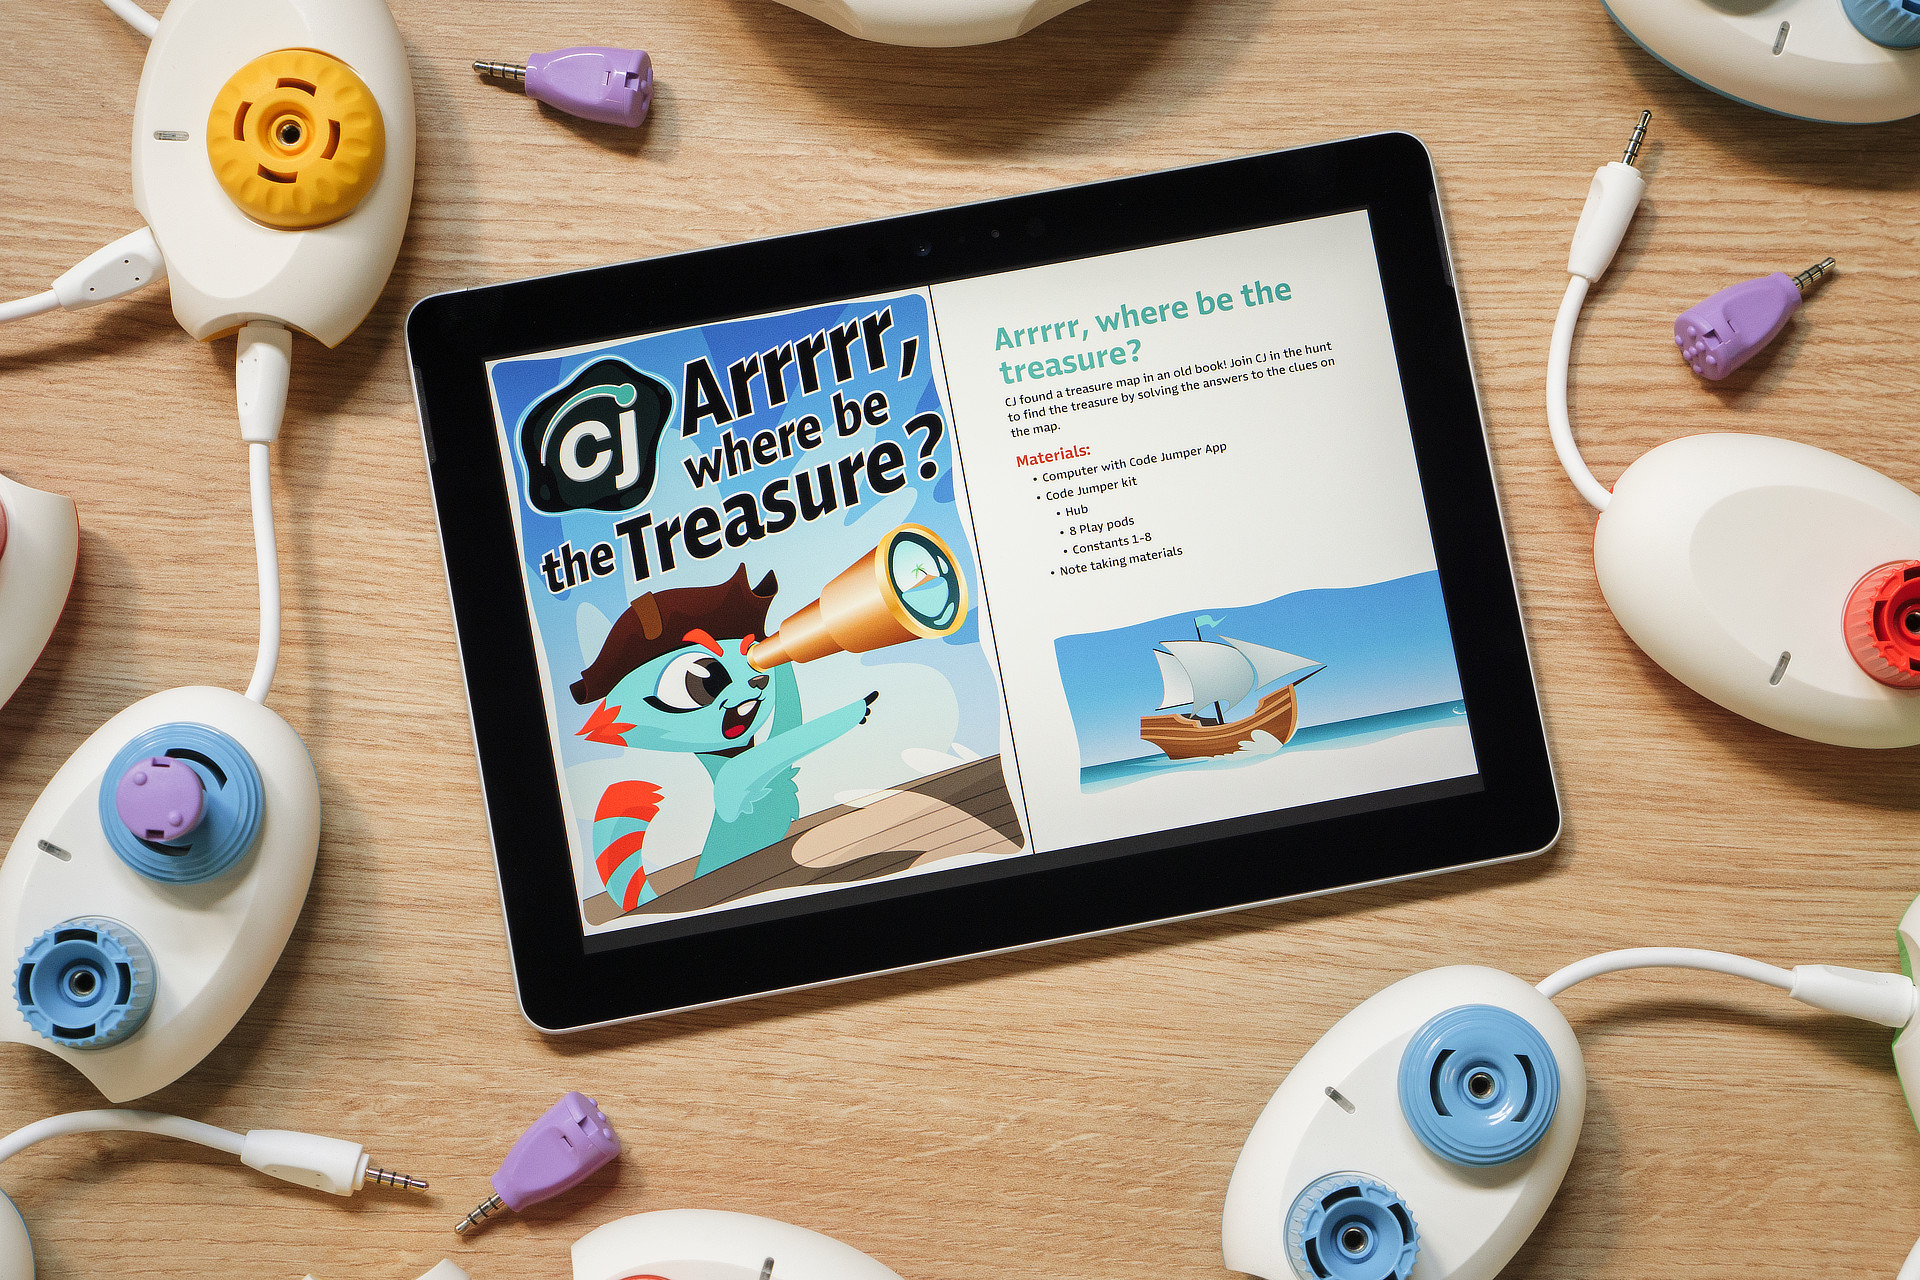 CJ
Arrrrr,
where be
the Treasure?
Arrrrr, where be the
treasure?
CJ found a treasure map in an old book! Join CJ in the hunt
to find the treasure by solving the answers to the clues on
the map.
Materials:
• Computer with Code Jumper App
• Code Jumper kit
• Hub
• 8 Play pods
• Constants 1-8
• Note taking materials